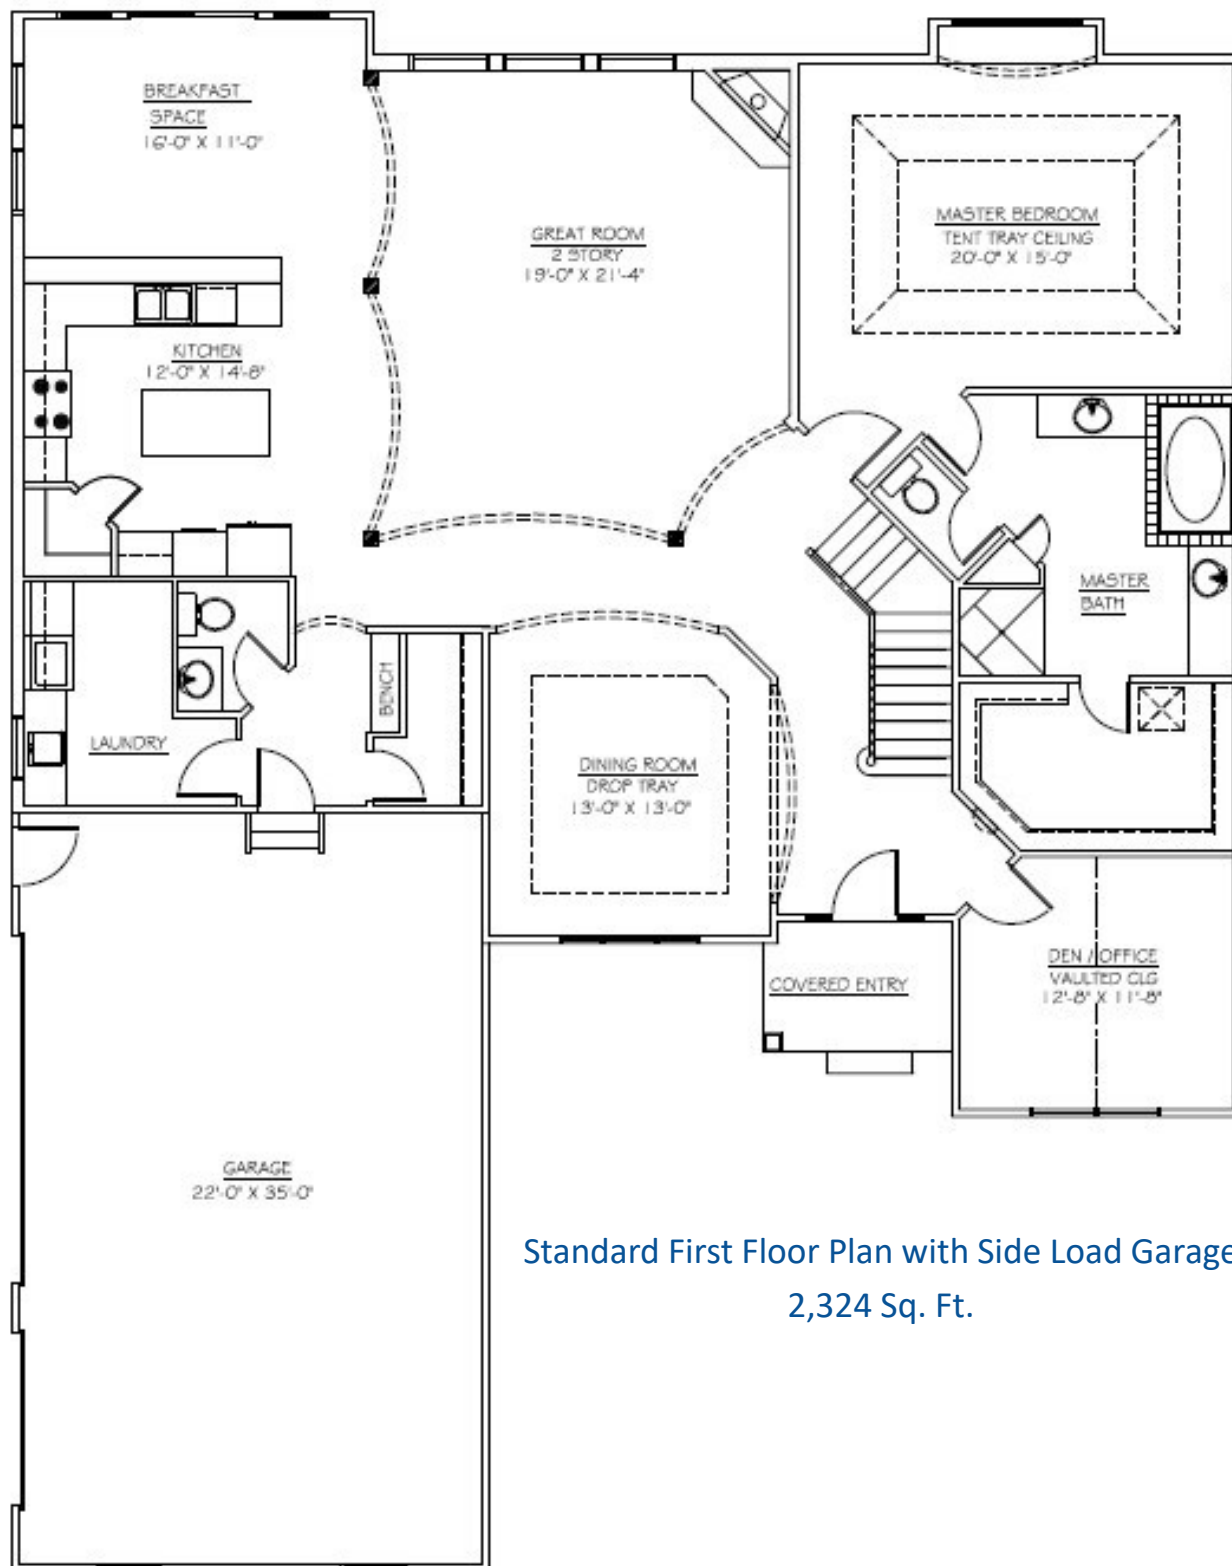 BREAKFAST
SPACE
16'-0" X 11'-0"
GREAT ROOM
2 STORY
19'-0" X 21'-4"
MASTER BEDROOM
TENT TRAY CEILING
20'-0" X 15'-0"
KITCHEN
12'-0" X 14'-8"
MASTER
BATH
BENCH
LAUNDRY
DINING ROOM
DROP TRAY
13'-0" X 13'-0"
COVERED ENTRY
DEN / OFFICE
VAULTED CLG
12'-8" X 11'-8"
GARAGE
22'-0" X 35'-0"
Standard First Floor Plan with Side Load Garage
2,324 Sq. Ft.